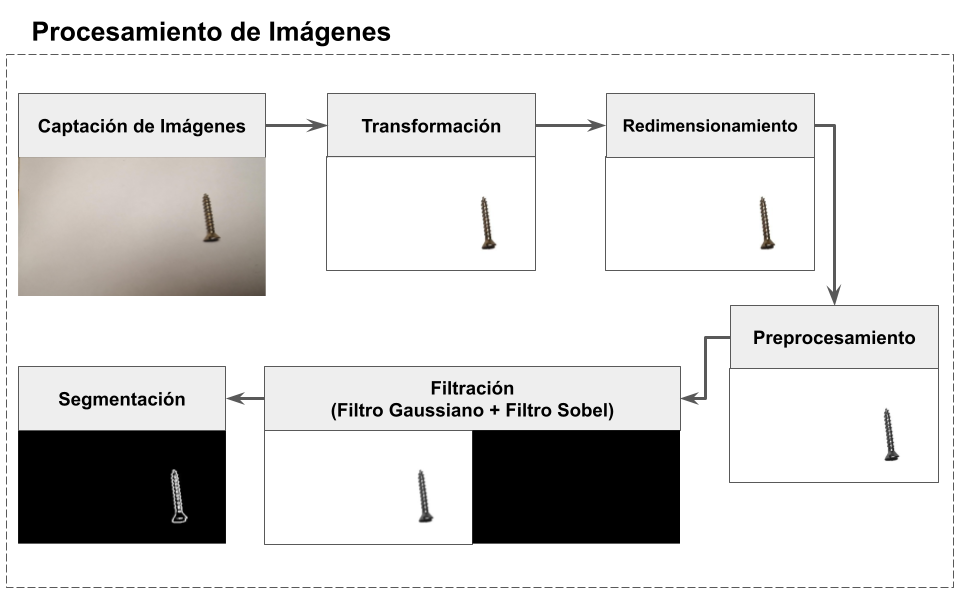 Procesamiento de Imágenes
Captación de Imágenes
Transformación
Redimensionamiento
Preprocesamiento
Filtración
(Filtro Gaussiano + Filtro Sobel)
Segmentación